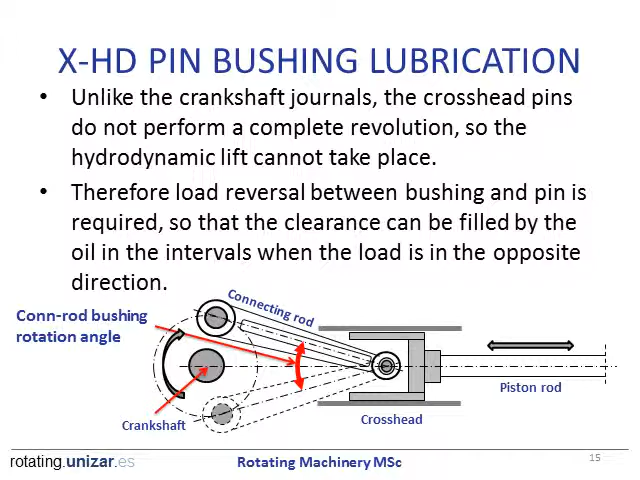 X-HD PIN BUSHING LUBRICATION
• Unlike the crankshaft journals, the crosshead pins
do not perform a complete revolution, so the
hydrodynamic lift cannot take place.
• Therefore load reversal between bushing and pin is
required, so that the clearance can be filled by the
oil in the intervals when the load is in the opposite
direction.
Connecting rod
Conn-rod bushing
rotation angle
Piston rod
Crankshaft
Crosshead
15
rotating.unizar.es
Rotating Machinery MSc